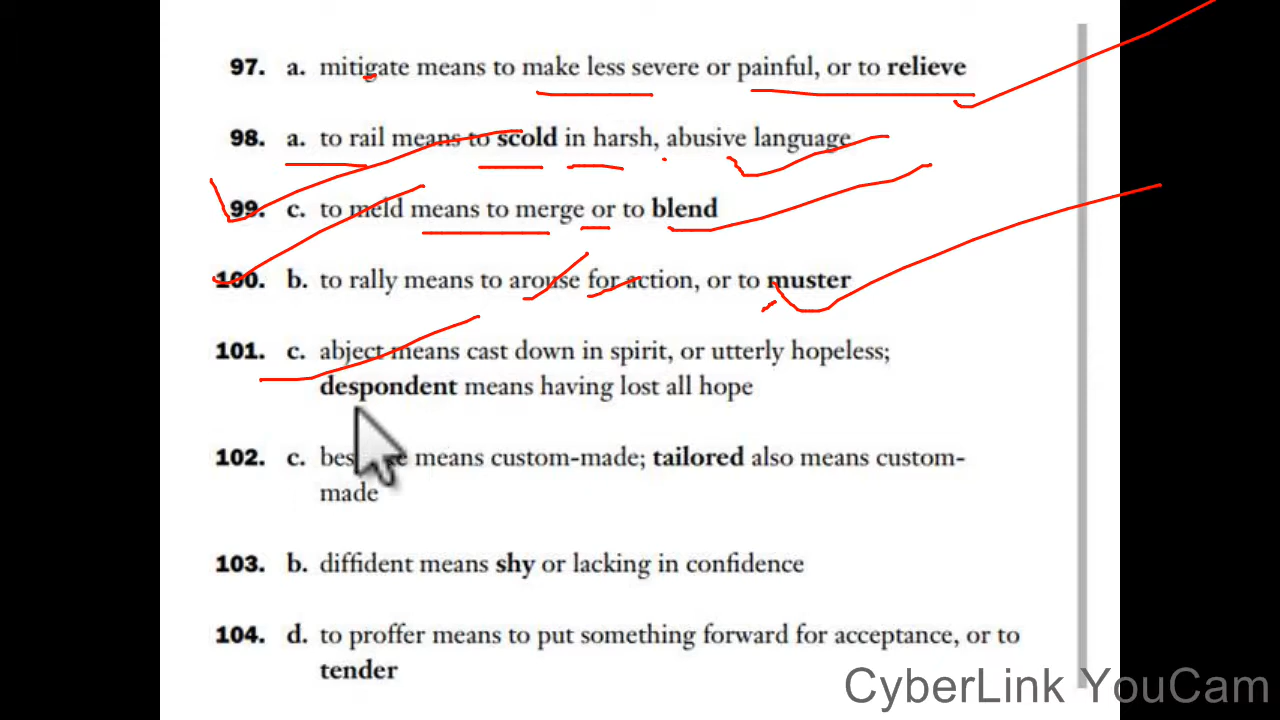 97. a. mitigate means to make less severe or painful, or to relieve
98. a. to rail means to scold in harsh, abusive language
99. c. to meld means to merge or to blend
100. b. to rally means to arouse for action, or to muster
101. c. abject means cast down in spirit, or utterly hopeless;
despondent means having lost all hope
102. c. means custom-made; tailored also means custom-
made
103. b. diffident means shy or lacking in confidence
104. d. to proffer means to put something forward for acceptance, or to
tender
CyberLink YouCam